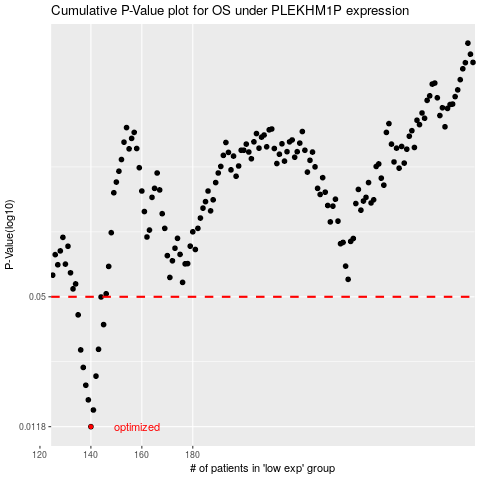 Cumulative P-Value plot for OS under PLEKHM1P expression
P-Value(log10)
0.05
0.0118
optimized
120 140 160 180
# of patients in 'low exp' group